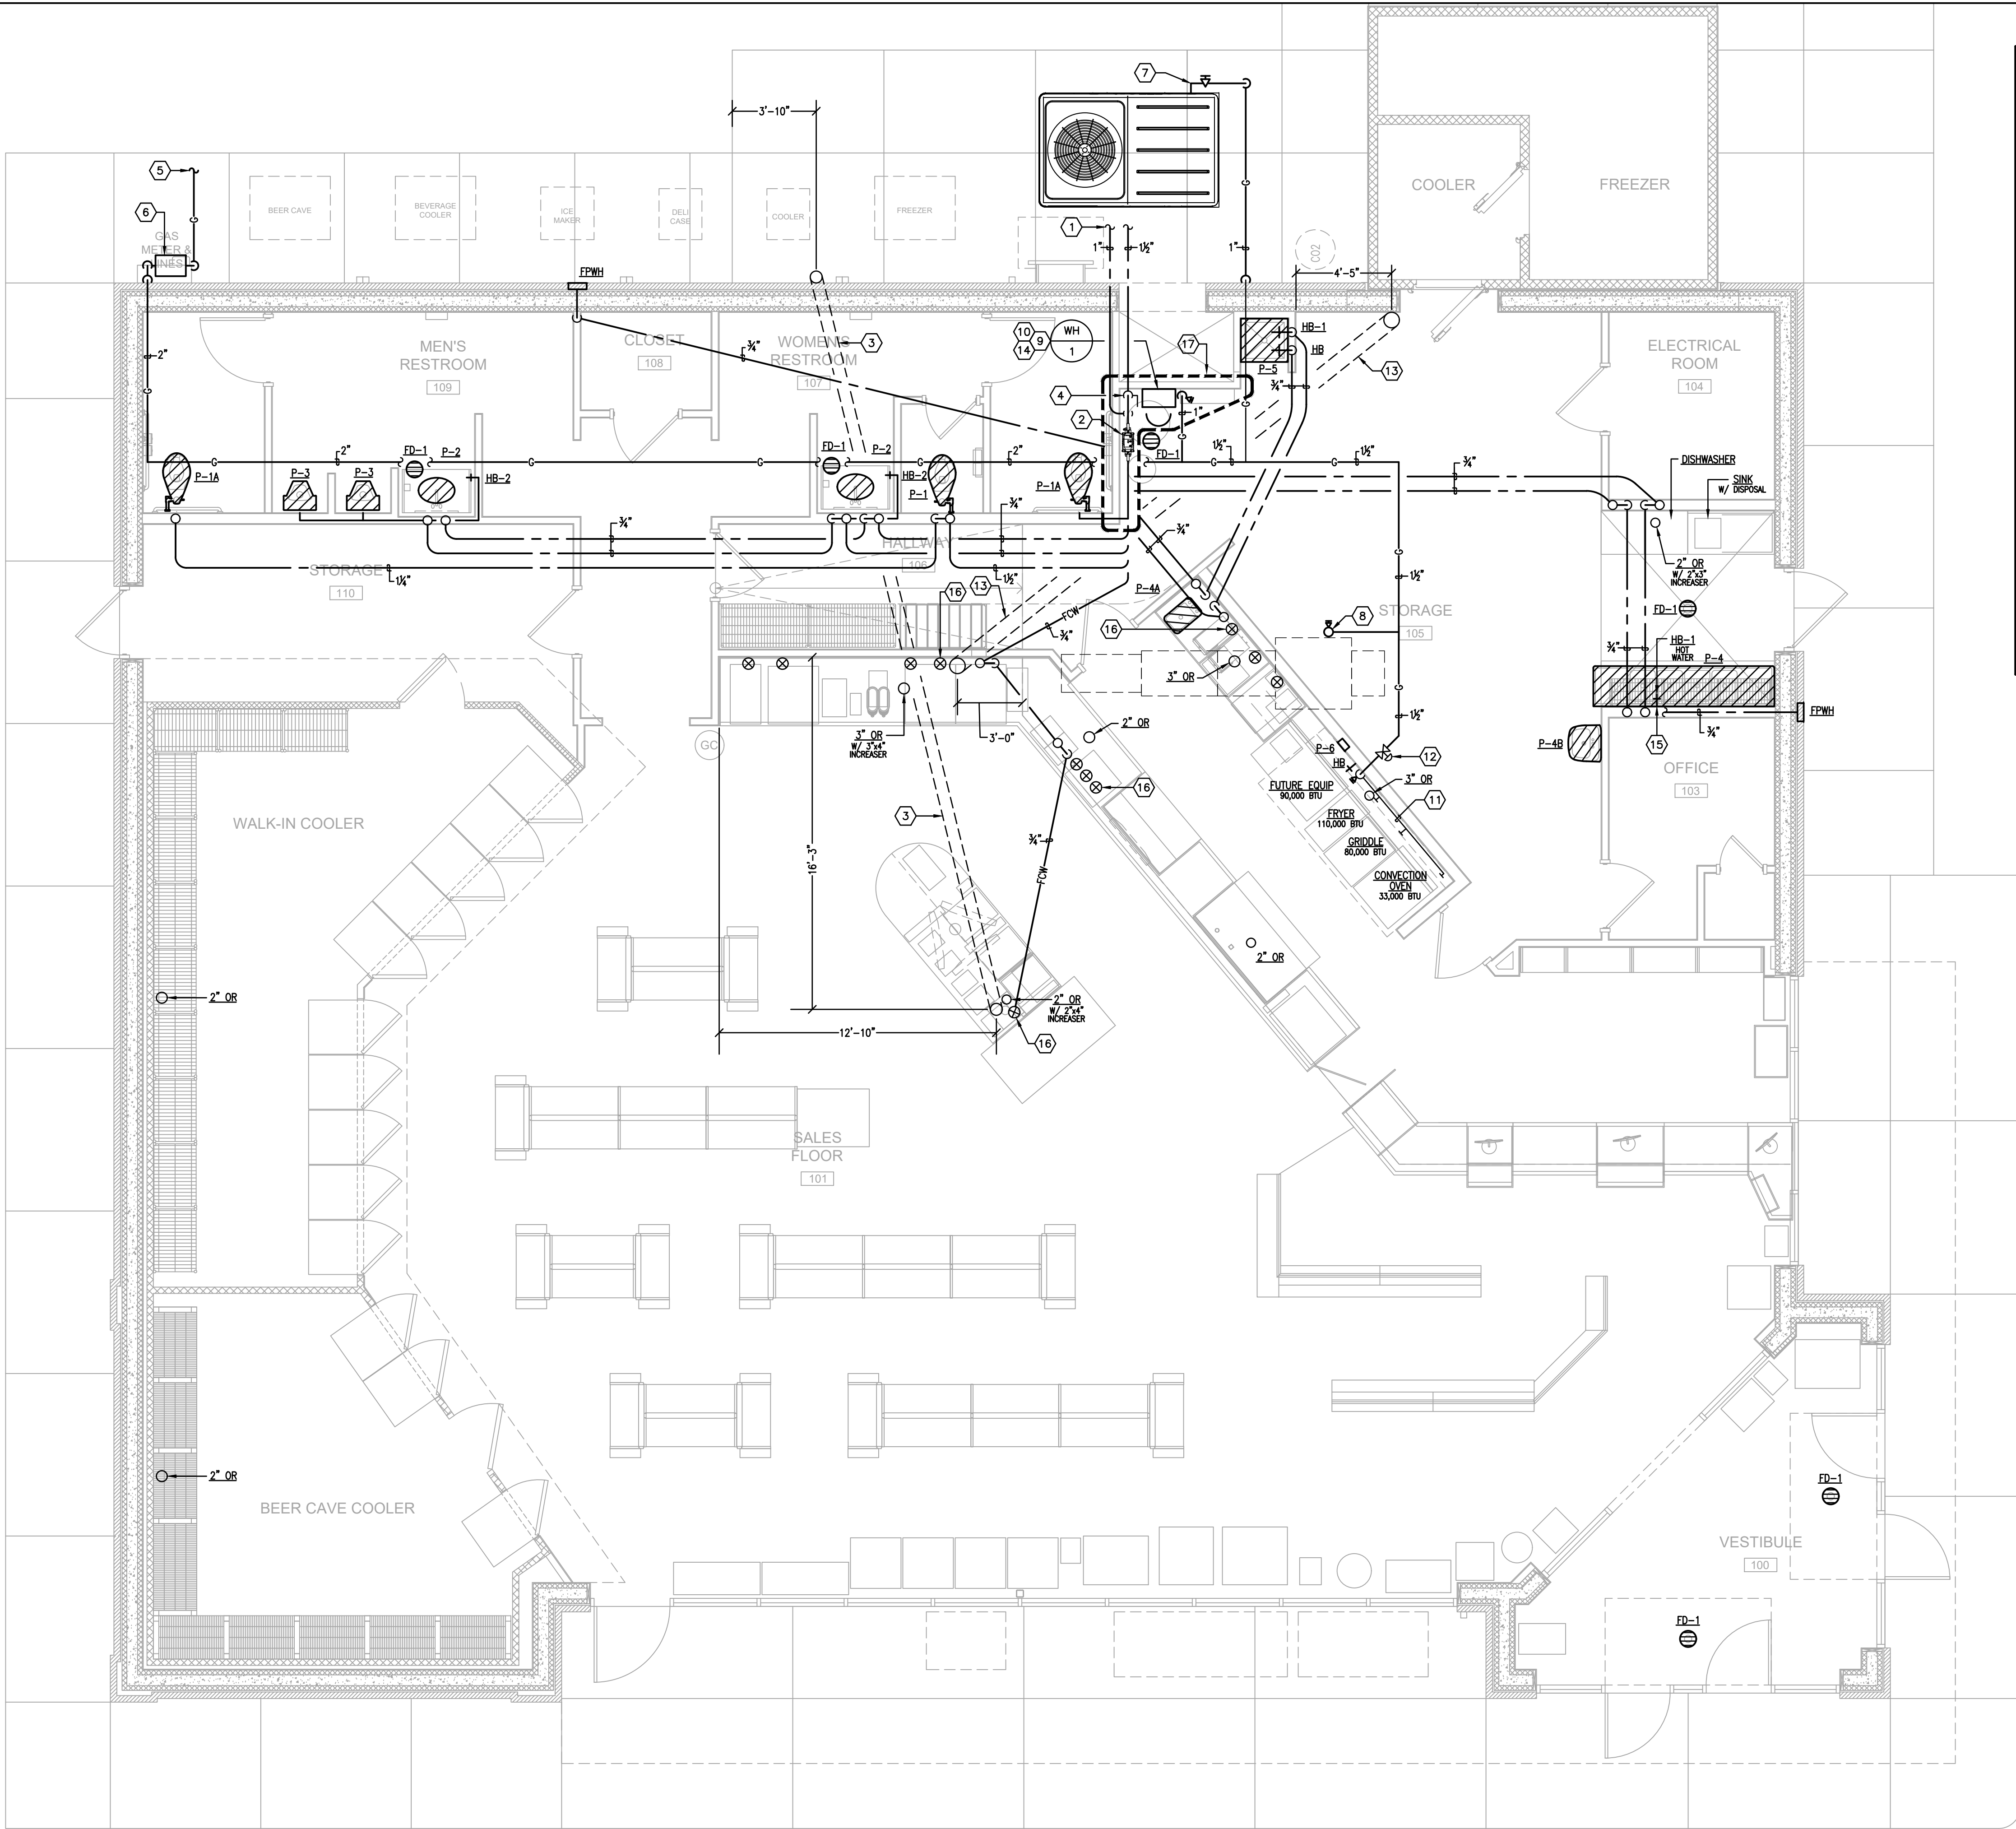 7
3'-10"
5
6
GAS
METER &
LINES
BEER CAVE
BEVERAGE
COOLER
ICE
MAKER
DELI
CASE
COOLER
FREEZER
G
G
COOLER
FREEZER
1
1"
1½"
1"
CO2
4'-5"
FPWH
2"
G
MEN'S
RESTROOM
109
CLOSET
108
¾"
WOMEN'S
RESTROOM
107
3
10
14
9
WH
1
17
HB-1
HB
P-5
¾"
13
ELECTRICAL
ROOM
104
4
2
1"
G
G
FD-1
1½"
G
G
1½"
¾"
¾"
G
2"
FD-1
P-2
G
G
FD-1
P-2
G
2"
P-1A
P-3
P-3
HB-2
HB-2
P-1
P-1A
DISHWASHER
SINK
W/ DISPOSAL
¾"
¾"
¾"
HALLWAY
106
STORAGE
110
1¼"
1½"
16
13
FCW
¾"
P-4A
16
3" OR
G
1½"
8
STORAGE
105
2" OR
W/ 2"x3"
INCREASER
FD-1
HB-1
HOT
WATER
P-4
¾"
G
1½"
FPWH
¾"
15
P-4B
OFFICE
103
GC
3" OR
W/ 3"x4"
INCREASER
3'-0"
2" OR
P-6
HB
12
3" OR
16
11
FUTURE EQUIP
90,000 BTU
FRYER
110,000 BTU
GRIDDLE
80,000 BTU
CONVECTION
OVEN
33,000 BTU
WALK-IN COOLER
3
16'-3"
¾"
FCW
2" OR
2" OR
2" OR
W/ 2"x4"
INCREASER
12'-10"
16
SALES
FLOOR
101
2" OR
BEER CAVE COOLER
FD-1
VESTIBULE
100
FD-1